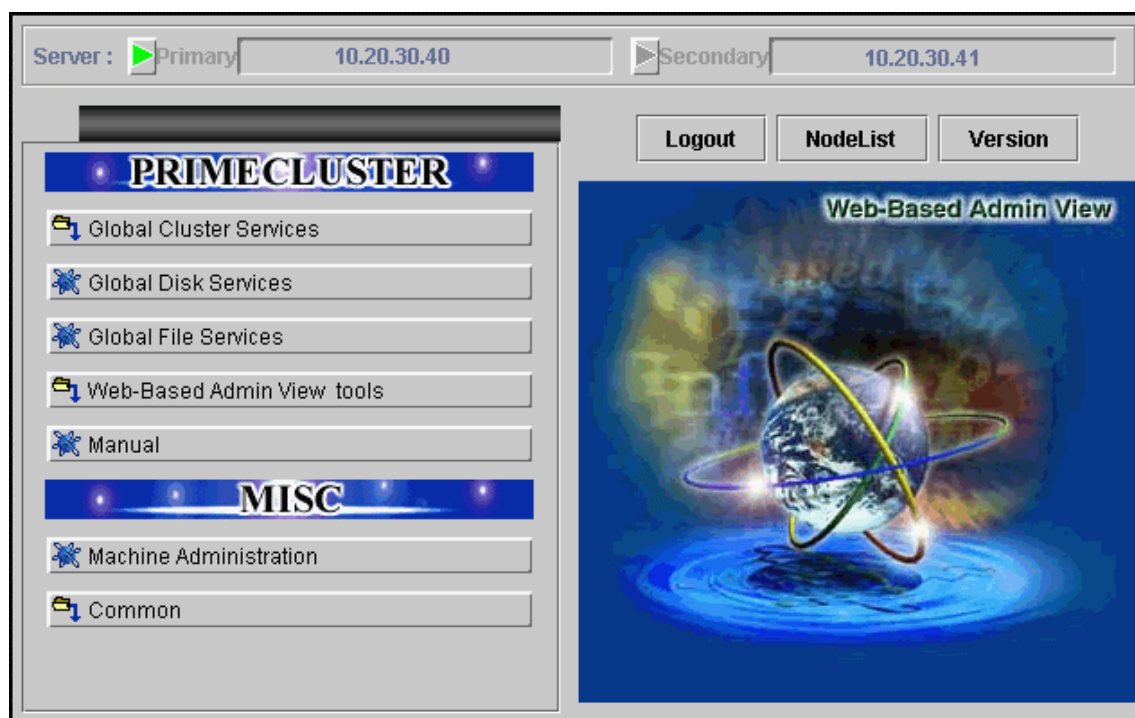 Server : Primary 10.20.30.40 Secondary 10.20.30.41
Logout NodeList Version
PRIMECLUSTER
Global Cluster Services
Global Disk Services
Global File Services
Web-Based Admin View tools
Manual
MISC
Machine Administration
Common
Web-Based Admin View
ased